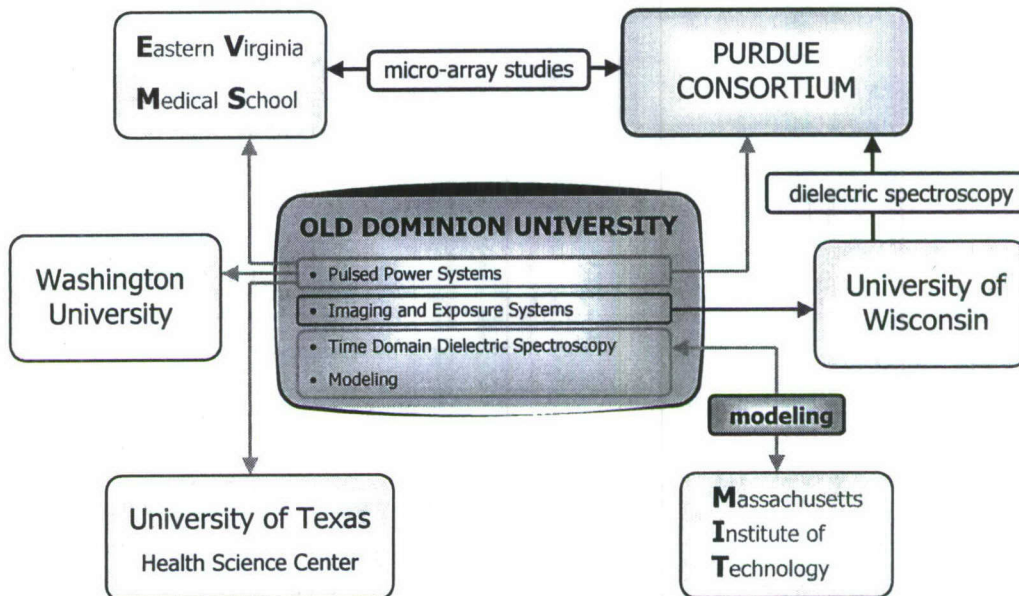 Eastern Virginia
Medical School
micro-array studies
PURDUE
CONSORTIUM
dielectric spectroscopy
OLD DOMINION UNIVERSITY
• Pulsed Power Systems
• Imaging and Exposure Systems
• Time Domain Dielectric Spectroscopy
• Modeling
Washington
University
University of
Wisconsin
modeling
University of Texas
Health Science Center
Massachusetts
Institute of
Technology